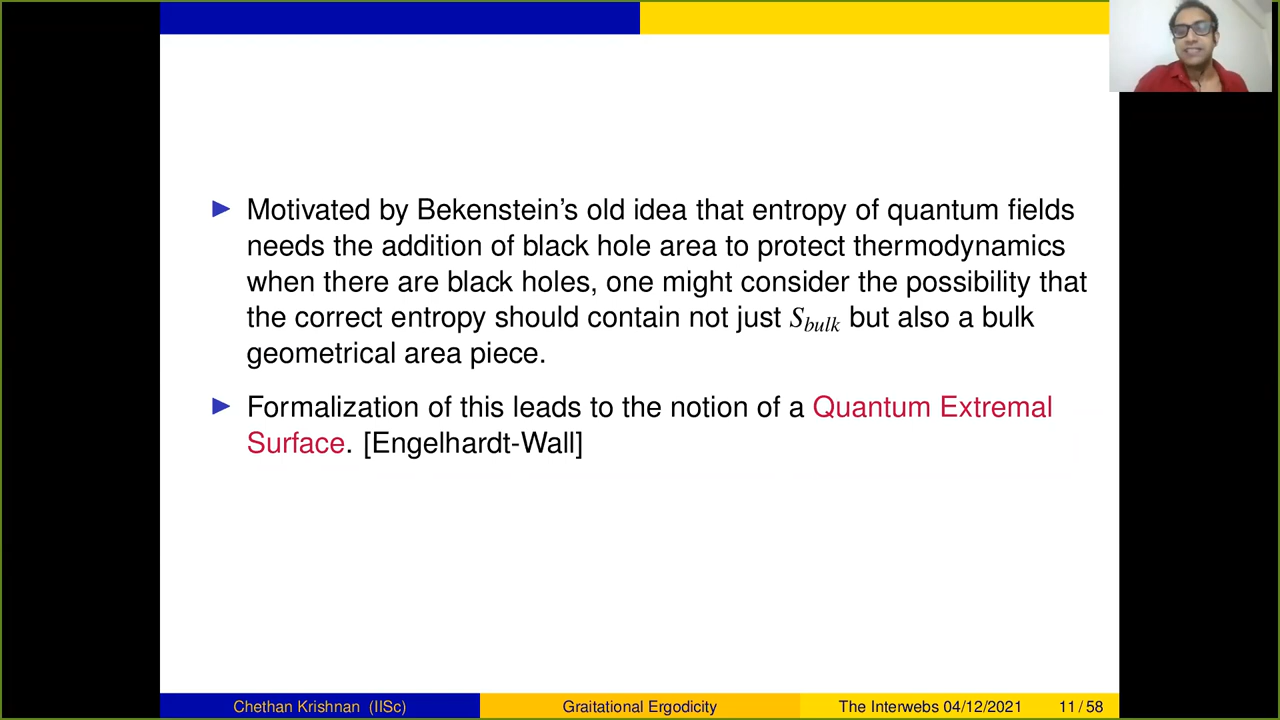 ► Motivated by Bekenstein's old idea that entropy of quantum fields
needs the addition of black hole area to protect thermodynamics
when there are black holes, one might consider the possibility that
the correct entropy should contain not just S_bulk but also a bulk
geometrical area piece.
► Formalization of this leads to the notion of a Quantum Extremal
Surface. [Engelhardt-Wall]
Chethan Krishnan (IISc) Graitational Ergodicity The Interwebs 04/12/2021 11 / 58